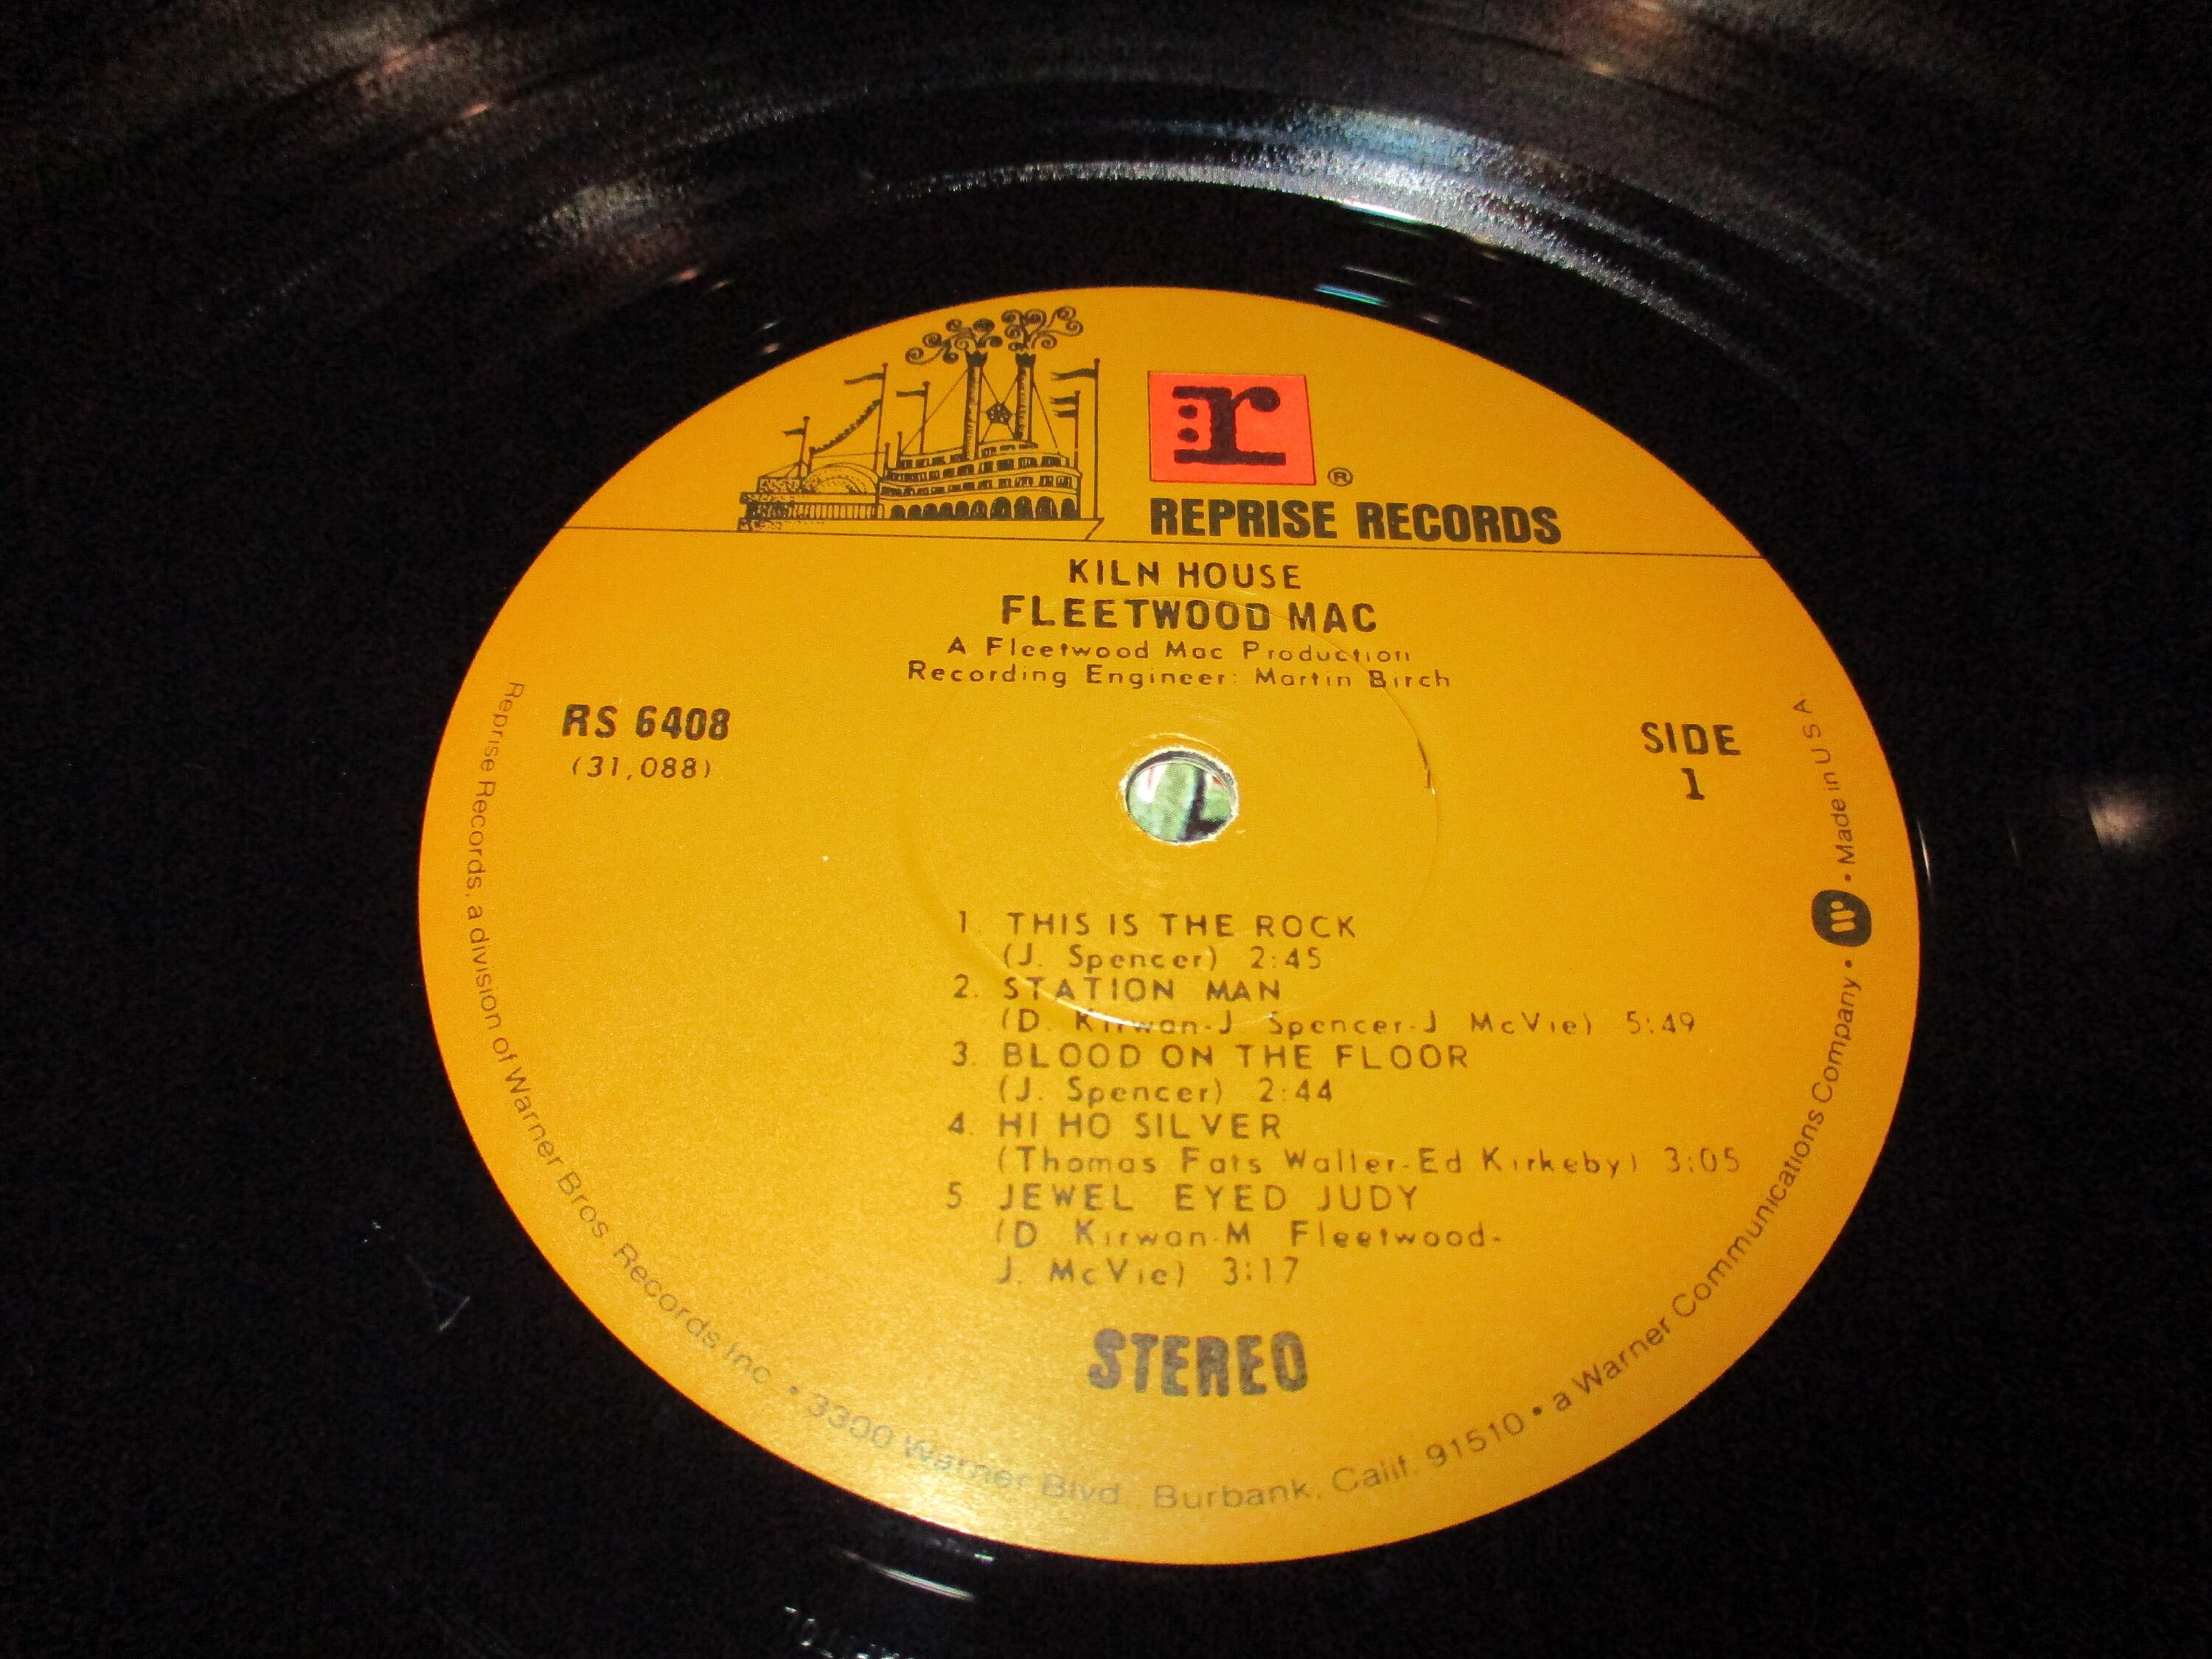 r
®
REPRISE RECORDS
KILN HOUSE
FLEETWOOD MAC
A Fleetwood Mac Production
Recording Engineer: Martin Birch
RS 6408
(31,088)
SIDE
1
1. THIS IS THE ROCK
(J. Spencer) 2:45
2. STATION MAN
(D. Kirwan-J Spencer-J McVie) 5:49
3. BLOOD ON THE FLOOR
(J. Spencer) 2:44
4. HI HO SILVER
(Thomas Fats Waller-Ed Kirkeby) 3:05
5 JEWEL EYED JUDY
(D Kirwan-M Fleetwood-
J. McVie) 3:17
STEREO
Reprise Records, a division of Warner Bros Records Inc • 3300 Warner Blvd., Burbank, Calif. 91510 • a Warner Communications Company • W • Made in U S A